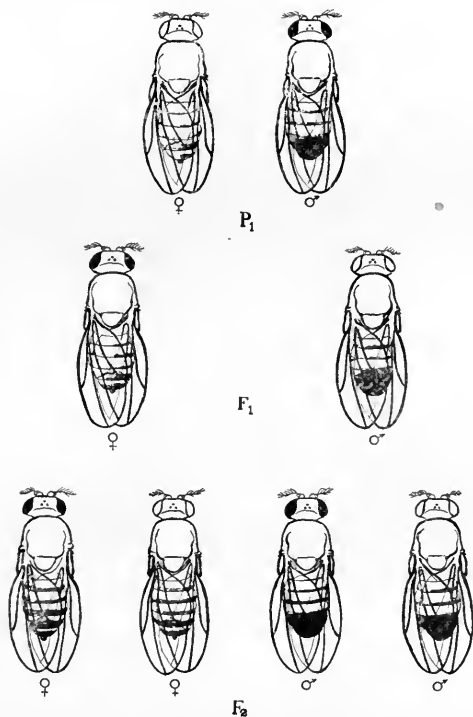 ♀ ♂
P1
♀ ♂
F1
♀ ♀ ♂ ♂
F2